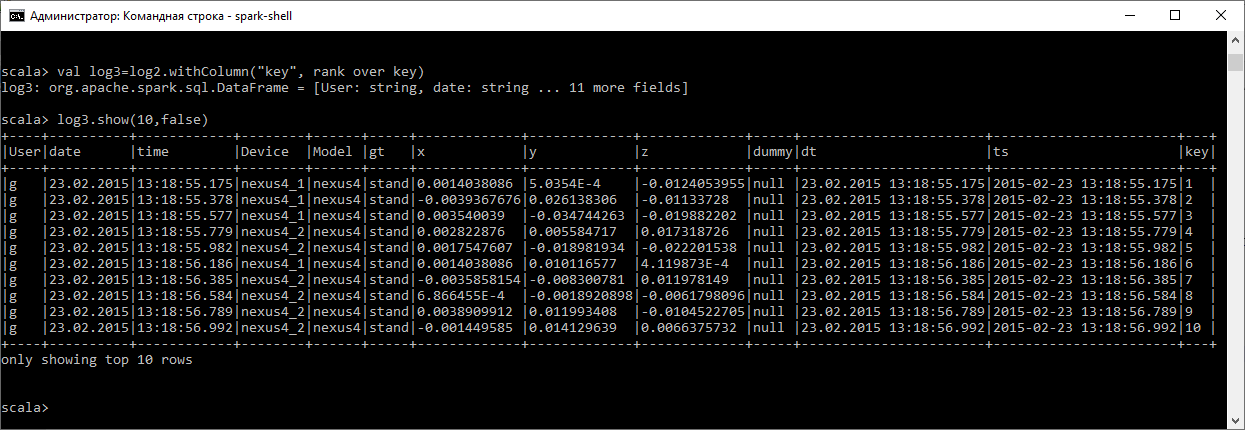 Администратор: Командная строка - spark-shell
scala> val log3=log2.withColumn("key", rank over key)
log3: org.apache.spark.sql.DataFrame = [User: string, date: string ... 11 more fields]
scala> log3.show(10,false)
+----+----------+------------+--------+------+-----+-------------+-------------+-------------+-----+-----------------------+-----------------------+---+
|User|date      |time        |Device  |Model |gt   |x            |y            |z            |dummy|dt                     |ts                     |key|
+----+----------+------------+--------+------+-----+-------------+-------------+-------------+-----+-----------------------+-----------------------+---+
|g   |23.02.2015|13:18:55.175|nexus4_1|nexus4|stand|0.0014038086 |5.0354E-4    |-0.0124053955|null |23.02.2015 13:18:55.175|2015-02-23 13:18:55.175|1  |
|g   |23.02.2015|13:18:55.378|nexus4_1|nexus4|stand|-0.0039367676|0.026138306  |-0.01133728  |null |23.02.2015 13:18:55.378|2015-02-23 13:18:55.378|2  |
|g   |23.02.2015|13:18:55.577|nexus4_1|nexus4|stand|0.003540039  |-0.034744263 |-0.019882202 |null |23.02.2015 13:18:55.577|2015-02-23 13:18:55.577|3  |
|g   |23.02.2015|13:18:55.779|nexus4_2|nexus4|stand|0.002822876  |0.005584717  |0.017318726  |null |23.02.2015 13:18:55.779|2015-02-23 13:18:55.779|4  |
|g   |23.02.2015|13:18:55.982|nexus4_2|nexus4|stand|0.0017547607 |-0.018981934 |-0.022201538 |null |23.02.2015 13:18:55.982|2015-02-23 13:18:55.982|5  |
|g   |23.02.2015|13:18:56.186|nexus4_1|nexus4|stand|0.0014038086 |0.010116577  |4.119873E-4  |null |23.02.2015 13:18:56.186|2015-02-23 13:18:56.186|6  |
|g   |23.02.2015|13:18:56.385|nexus4_2|nexus4|stand|-0.0035858154|-0.008300781 |0.011978149  |null |23.02.2015 13:18:56.385|2015-02-23 13:18:56.385|7  |
|g   |23.02.2015|13:18:56.584|nexus4_2|nexus4|stand|6.866455E-4  |-0.0018920898|-0.0061798096|null |23.02.2015 13:18:56.584|2015-02-23 13:18:56.584|8  |
|g   |23.02.2015|13:18:56.789|nexus4_2|nexus4|stand|0.0038909912 |0.011993408  |-0.0104522705|null |23.02.2015 13:18:56.789|2015-02-23 13:18:56.789|9  |
|g   |23.02.2015|13:18:56.992|nexus4_2|nexus4|stand|-0.001449585 |0.014129639  |0.0066375732 |null |23.02.2015 13:18:56.992|2015-02-23 13:18:56.992|10 |
+----+----------+------------+--------+------+-----+-------------+-------------+-------------+-----+-----------------------+-----------------------+---+
only showing top 10 rows
scala>